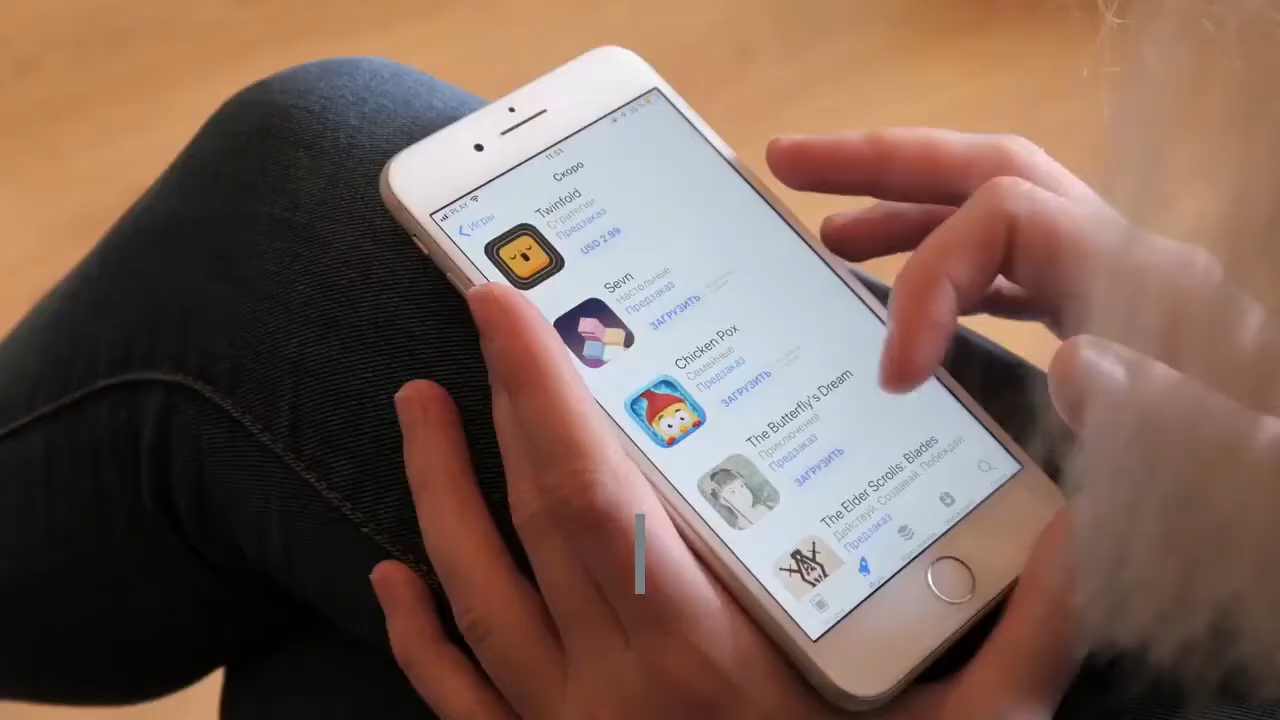 PLAY
11:51
Игры
Скоро
Twinfold
Стратегии
Предзаказ
USD 2.99
Sevn
Настольные
Предзаказ
ЗАГРУЗИТЬ
Chicken Pox
Семейные
Предзаказ
ЗАГРУЗИТЬ
The Butterfly's Dream
Приключения
Предзаказ
ЗАГРУЗИТЬ
The Elder Scrolls: Blades
Действуй, Создавай, Побеждай
Предзаказ